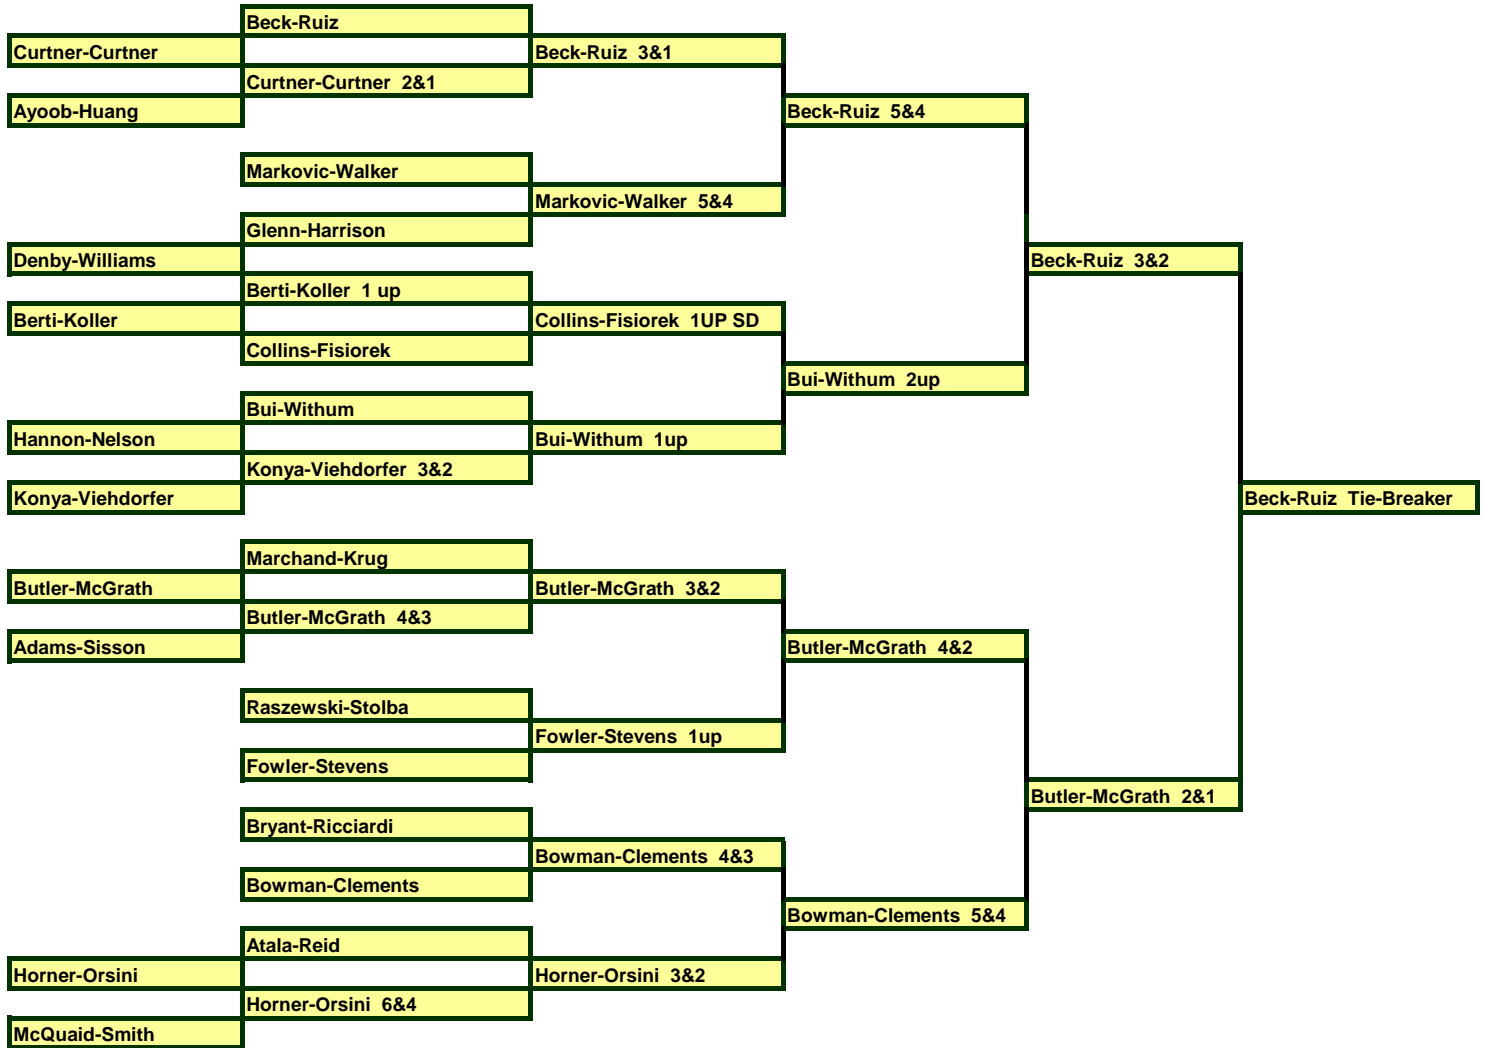 Beck-Ruiz
Curtner-Curtner
Beck-Ruiz 3&1
Curtner-Curtner 2&1
Ayoob-Huang
Beck-Ruiz 5&4
Markovic-Walker
Markovic-Walker 5&4
Glenn-Harrison
Denby-Williams
Beck-Ruiz 3&2
Berti-Koller 1 up
Berti-Koller
Collins-Fisiorek 1UP SD
Collins-Fisiorek
Bui-Withum 2up
Bui-Withum
Hannon-Nelson
Bui-Withum 1up
Konya-Viehdorfer 3&2
Konya-Viehdorfer
Beck-Ruiz Tie-Breaker
Marchand-Krug
Butler-McGrath
Butler-McGrath 3&2
Butler-McGrath 4&3
Adams-Sisson
Butler-McGrath 4&2
Raszewski-Stolba
Fowler-Stevens 1up
Fowler-Stevens
Butler-McGrath 2&1
Bryant-Ricciardi
Bowman-Clements 4&3
Bowman-Clements
Bowman-Clements 5&4
Atala-Reid
Horner-Orsini
Horner-Orsini 3&2
Horner-Orsini 6&4
McQuaid-Smith